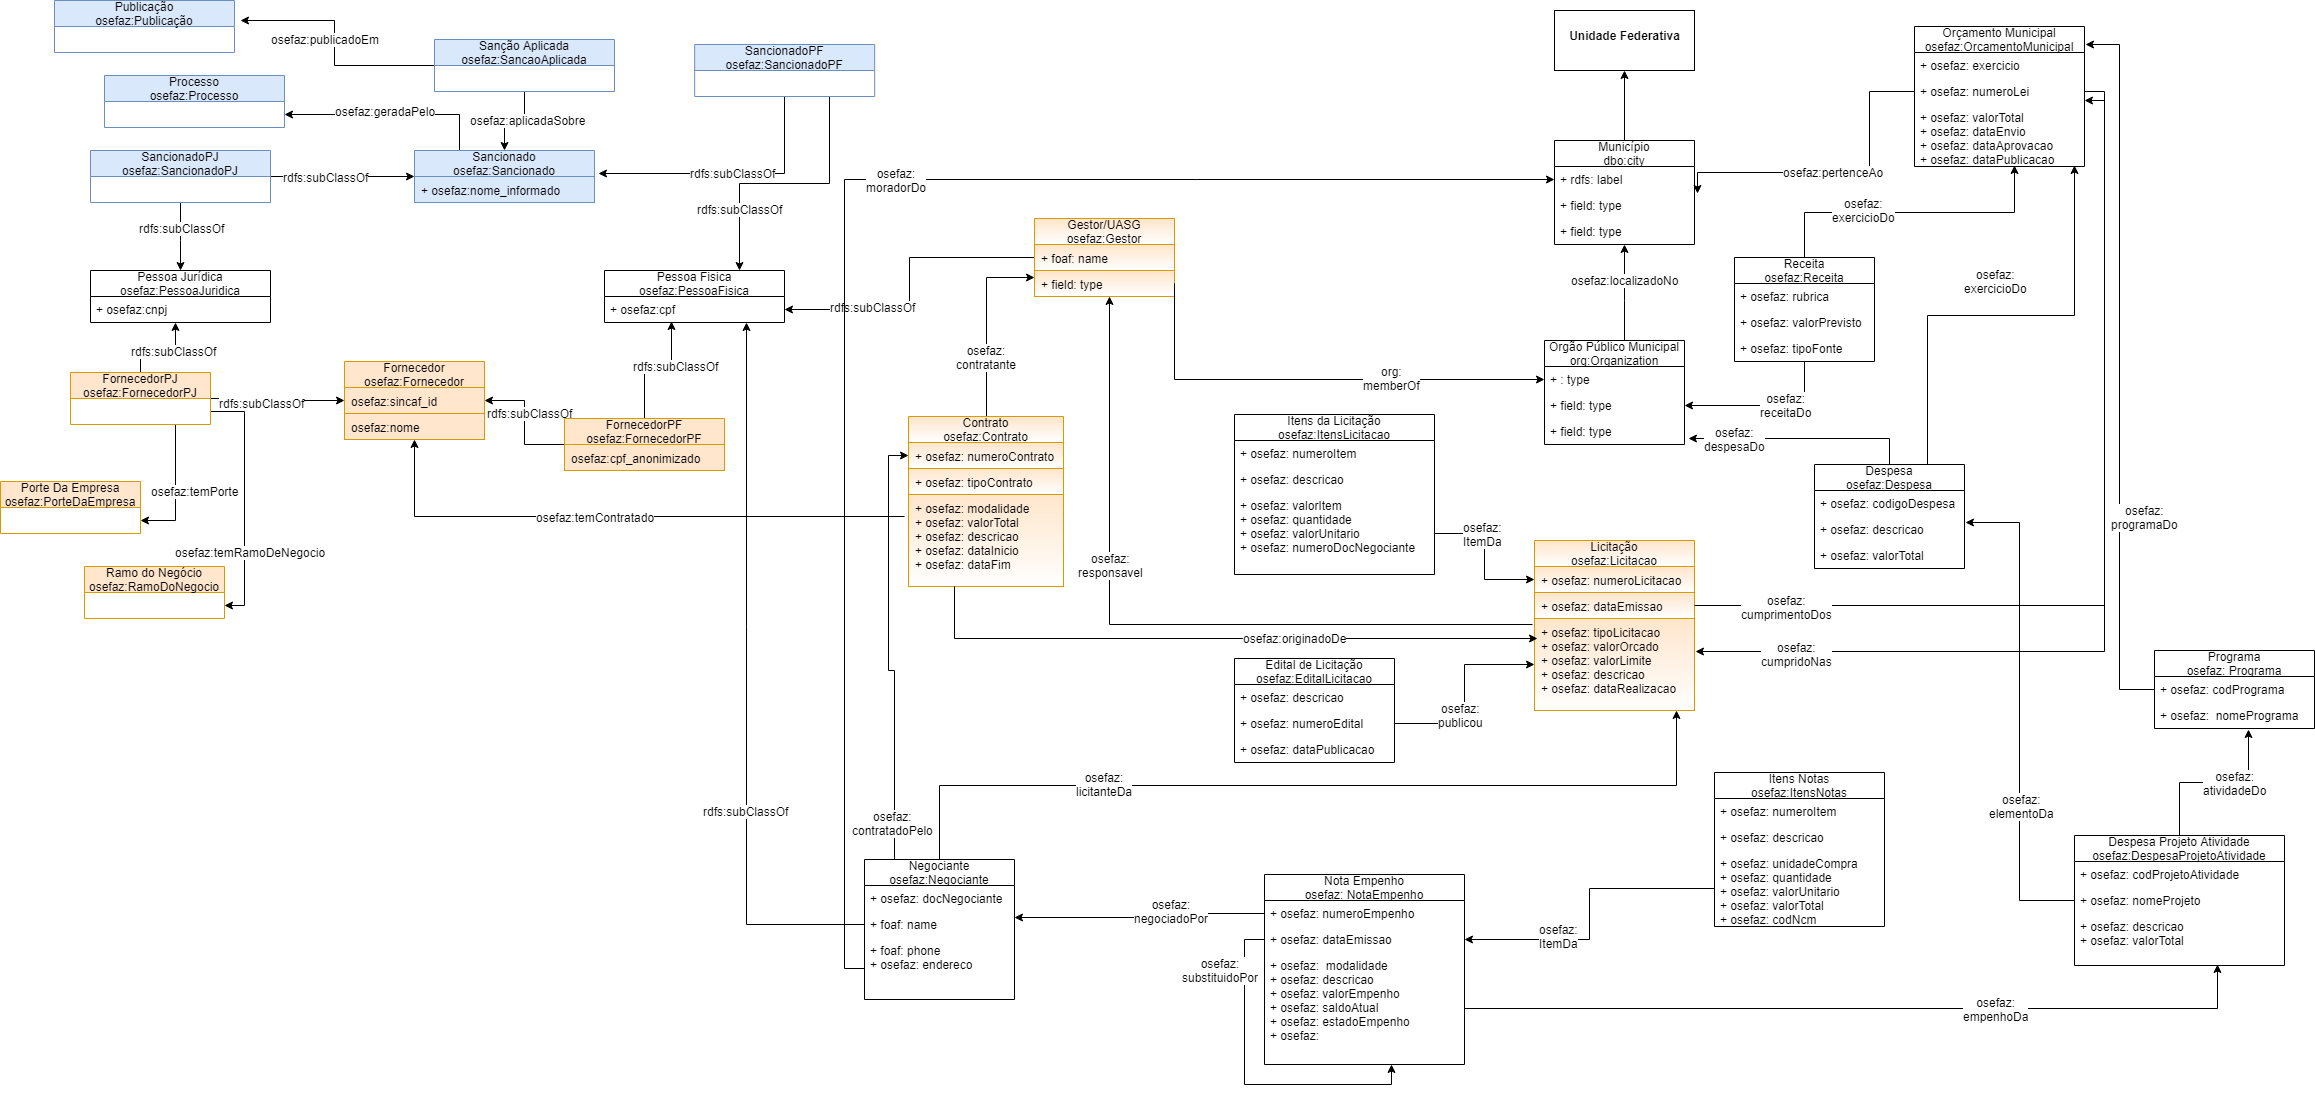 Publicação
osefaz:Publicação
osefaz:publicadoEm
Sanção Aplicada
osefaz:SancaoAplicada
SancionadoPF
osefaz:SancionadoPF
Processo
osefaz:Processo
osefaz:geradaPelo
osefaz:aplicadaSobre
SancionadoPJ
osefaz:SancionadoPJ
rdfs:subClassOf
Sancionado
osefaz:Sancionado
+ osefaz:nome_informado
rdfs:subClassOf
rdfs:subClassOf
rdfs:subClassOf
osefaz:
moradorDo
Unidade Federativa
Município
dbo:city
+ rdfs: label
+ field: type
+ field: type
osefaz:pertenceAo
Orçamento Municipal
osefaz:OrcamentoMunicipal
+ osefaz: exercicio
+ osefaz: numeroLei
+ osefaz: valorTotal
+ osefaz: dataEnvio
+ osefaz: dataAprovacao
+ osefaz: dataPublicacao
osefaz:
exercicioDo
osefaz:
exercicioDo
Pessoa Jurídica
osefaz:PessoaJuridica
+ osefaz:cnpj
Pessoa Fisica
osefaz:PessoaFisica
+ osefaz:cpf
rdfs:subClassOf
Gestor/UASG
osefaz:Gestor
+ foaf: name
+ field: type
osefaz:localizadoNo
Receita
osefaz:Receita
+ osefaz: rubrica
+ osefaz: valorPrevisto
+ osefaz: tipoFonte
rdfs:subClassOf
rdfs:subClassOf
osefaz:
contratante
org:
memberOf
Orgão Público Municipal
org:Organization
+ : type
+ field: type
+ field: type
osefaz:
receitaDo
osefaz:
despesaDo
FornecedorPJ
osefaz:FornecedorPJ
rdfs:subClassOf
Fornecedor
osefaz:Fornecedor
osefaz:sincaf_id
osefaz:nome
rdfs:subClassOf
FornecedorPF
osefaz:FornecedorPF
osefaz:cpf_anonimizado
Contrato
osefaz:Contrato
+ osefaz: numeroContrato
+ osefaz: tipoContrato
+ osefaz: modalidade
+ osefaz: valorTotal
+ osefaz: descricao
+ osefaz: dataInicio
+ osefaz: dataFim
Itens da Licitação
osefaz:ItensLicitacao
+ osefaz: numeroItem
+ osefaz: descricao
+ osefaz: valorItem
+ osefaz: quantidade
+ osefaz: valorUnitario
+ osefaz: numeroDocNegociante
osefaz:
ItemDa
Despesa
osefaz:Despesa
+ osefaz: codigoDespesa
+ osefaz: descricao
+ osefaz: valorTotal
osefaz:
programaDo
Porte Da Empresa
osefaz:PorteDaEmpresa
osefaz:temPorte
osefaz:temContratado
osefaz:temRamoDeNegocio
Ramo do Negócio
osefaz:RamoDoNegocio
osefaz:
responsavel
Licitação
osefaz:Licitacao
+ osefaz: numeroLicitacao
+ osefaz: dataEmissao
+ osefaz: tipoLicitacao
+ osefaz: valorOrcado
+ osefaz: valorLimite
+ osefaz: descricao
+ osefaz: dataRealizacao
osefaz:
cumprimentoDos
osefaz:
cumpridoNas
osefaz:originadoDe
Edital de Licitação
osefaz:EditalLicitacao
+ osefaz: descricao
+ osefaz: numeroEdital
+ osefaz: dataPublicacao
osefaz:
publicou
Programa
osefaz: Programa
+ osefaz: codPrograma
+ osefaz:  nomePrograma
osefaz:
atividadeDo
osefaz:
licitanteDa
rdfs:subClassOf
osefaz:
contratadoPelo
Itens Notas
osefaz:ItensNotas
+ osefaz: numeroItem
+ osefaz: descricao
+ osefaz: unidadeCompra
+ osefaz: quantidade
+ osefaz: valorUnitario
+ osefaz: valorTotal
+ osefaz: codNcm
osefaz:
elementoDa
Despesa Projeto Atividade
osefaz:DespesaProjetoAtividade
+ osefaz: codProjetoAtividade
+ osefaz: nomeProjeto
+ osefaz: descricao
+ osefaz: valorTotal
Negociante
osefaz:Negociante
+ osefaz: docNegociante
+ foaf: name
+ foaf: phone
+ osefaz: endereco
osefaz:
negociadoPor
Nota Empenho
osefaz: NotaEmpenho
+ osefaz: numeroEmpenho
+ osefaz: dataEmissao
+ osefaz:  modalidade
+ osefaz: descricao
+ osefaz: valorEmpenho
+ osefaz: saldoAtual
+ osefaz: estadoEmpenho
+ osefaz:
osefaz:
substituidoPor
osefaz:
ItemDa
osefaz:
empenhoDa